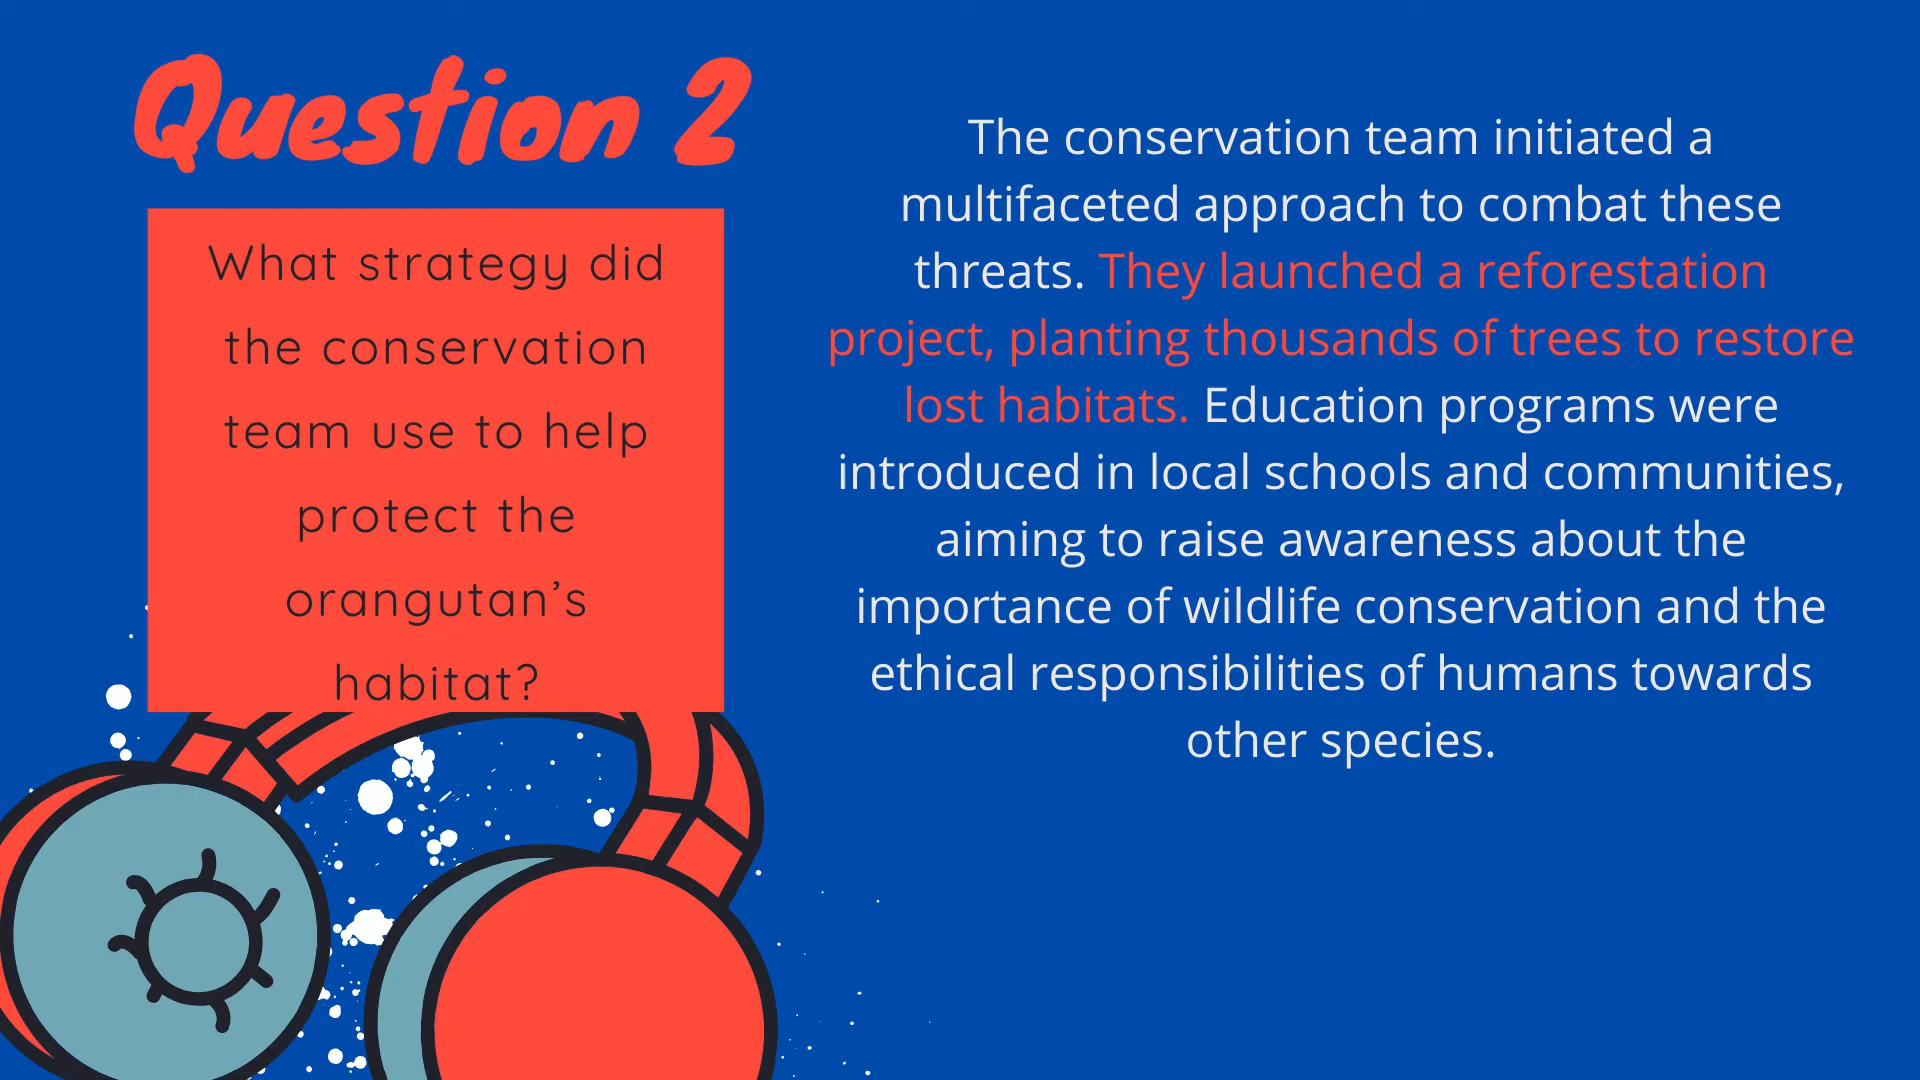 Question 2
What strategy did
the conservation
team use to help
protect the
orangutan’s
habitat?
The conservation team initiated a
multifaceted approach to combat these
threats. They launched a reforestation
project, planting thousands of trees to restore
lost habitats. Education programs were
introduced in local schools and communities,
aiming to raise awareness about the
importance of wildlife conservation and the
ethical responsibilities of humans towards
other species.